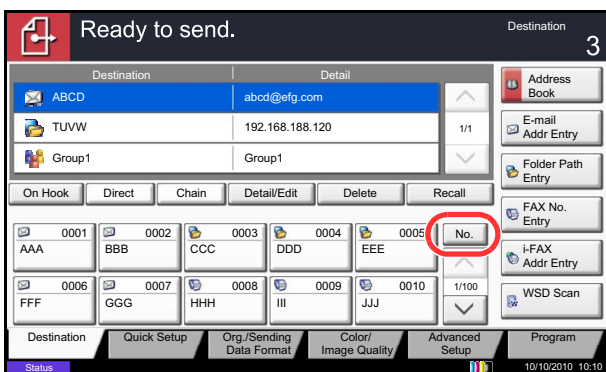 Ready to send.
Destination
3
Destination Detail
ABCD abcd@efg.com
TUVW 192.168.188.120
1/1
Group1 Group1
Address
Book
E-mail
Addr Entry
Folder Path
Entry
FAX No.
Entry
i-FAX
Addr Entry
WSD Scan
On Hook Direct Chain Detail/Edit Delete Recall
0001 0002 0003 0004 0005 No.
AAA BBB CCC DDD EEE
0006 0007 0008 0009 0010 1/100
FFF GGG HHH III JJJ
Destination Quick Setup Org./Sending
Data Format Color/
Image Quality Advanced
Setup Program
Status 10/10/2010 10:10